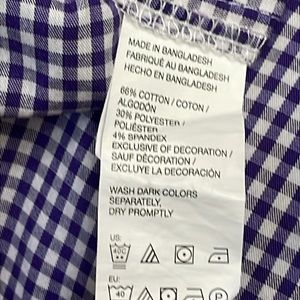 MADE IN BANGLADESH
FABRIQUÉ AU BANGLADESH
HECHO EN BANGLADESH
66% COTTON / COTON /
ALGODÓN
30% POLYESTER /
POLIÉSTER
4% SPANDEX
EXCLUSIVE OF DECORATION /
SAUF DÉCORATION /
EXCLUYE LA DECORACIÓN
WASH DARK COLORS
SEPARATELY,
DRY PROMPTLY
US:
40C
EU:
40
P